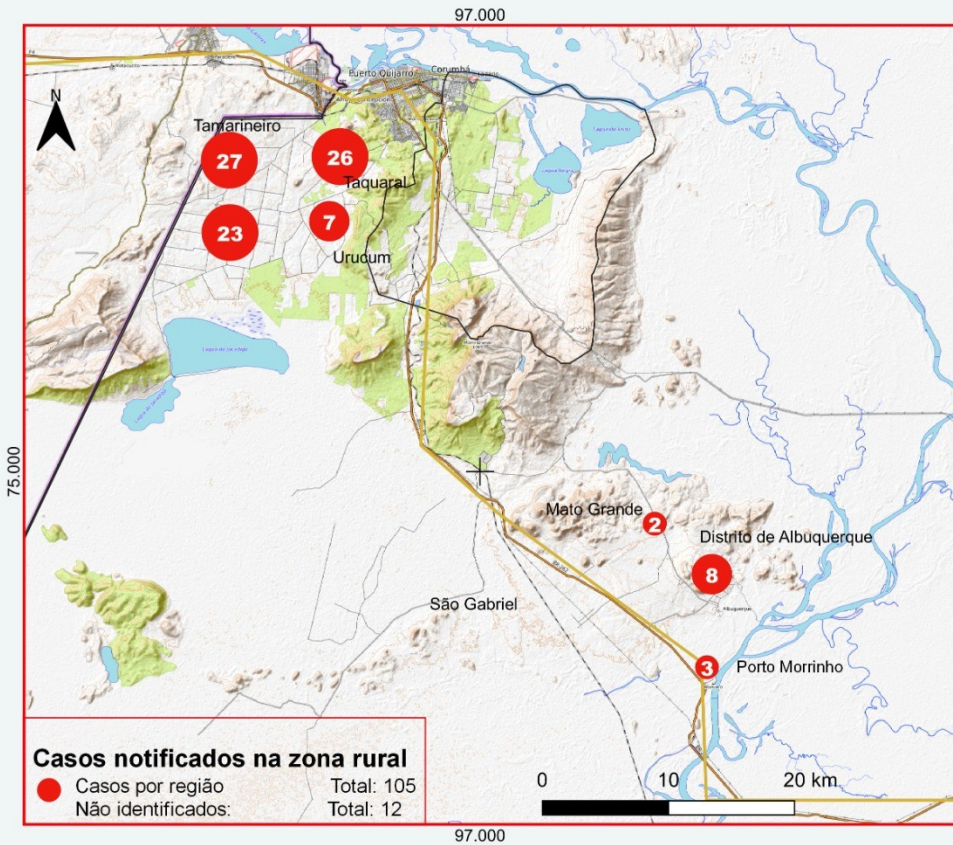 97.000
Puerto Quijarro
Corumbá
N
Tamarineiro
27
26
Taquaral
7
23
Urucum
75.000
Mato Grande
2
Distrito de Albuquerque
8
Albuquerque
São Gabriel
3
Porto Morrinho
Casos notificados na zona rural
Casos por região Total: 105
Não identificados: Total: 12
0 10 20 km
97.000